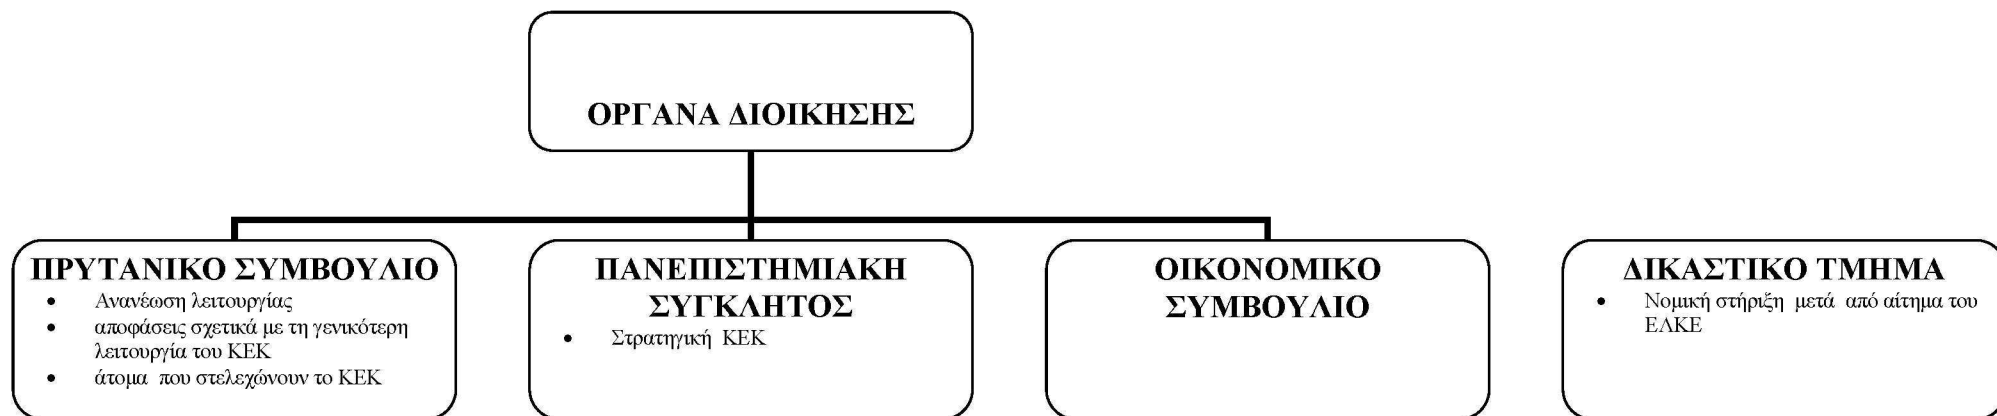 ΟΡΓΑΝΑ ΔΙΟΙΚΗΣΗΣ
ΠΡΥΤΑΝΙΚΟ ΣΥΜΒΟΥΛΙΟ
• Ανανέωση λειτουργίας
• αποφάσεις σχετικά με τη γενικότερη
λειτουργία του ΚΕΚ
• άτομα που στελεχώνουν το ΚΕΚ
ΠΑΝΕΠΙΣΤΗΜΙΑΚΗ
ΣΥΓΚΛΗΤΟΣ
• Στρατηγική ΚΕΚ
ΟΙΚΟΝΟΜΙΚΟ
ΣΥΜΒΟΥΛΙΟ
ΔΙΚΑΣΤΙΚΟ ΤΜΗΜΑ
• Νομική στήριξη μετά από αίτημα του
ΕΛΚΕ